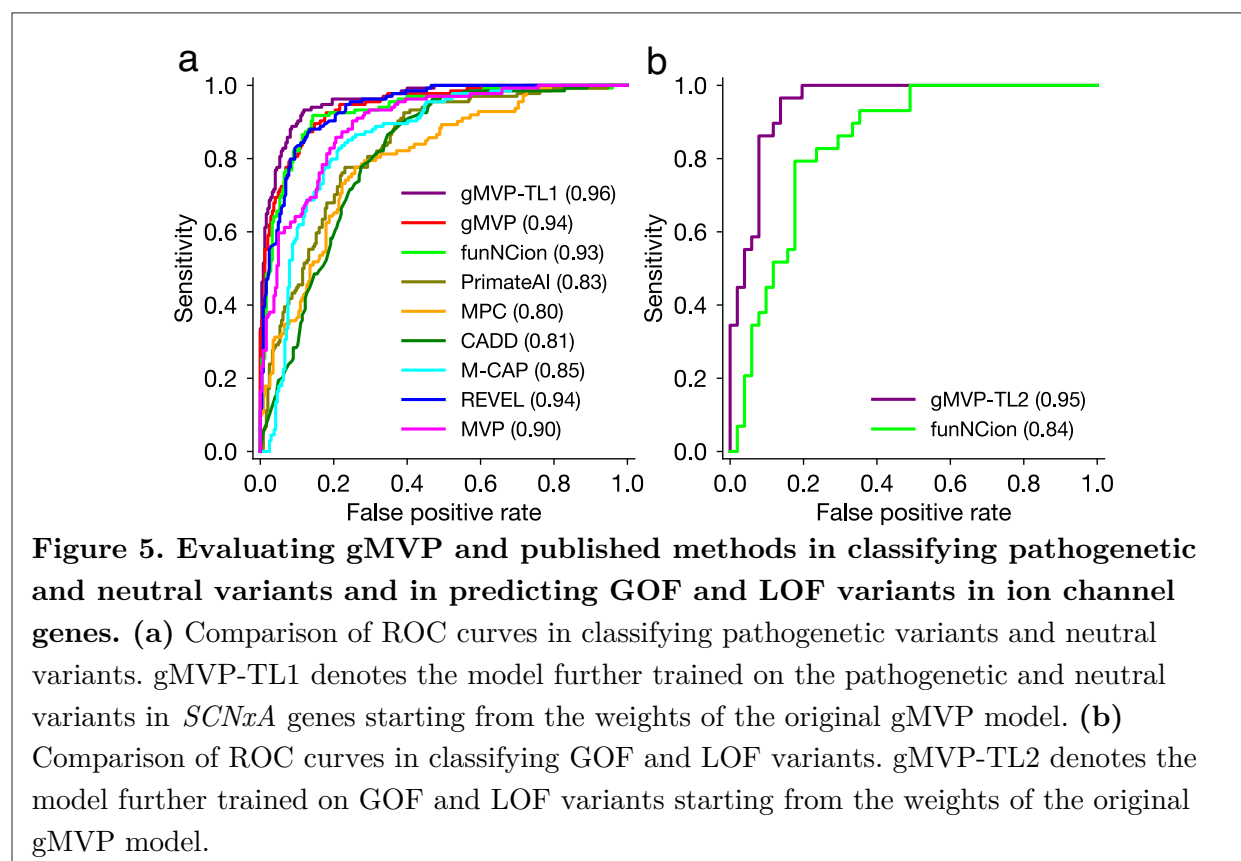 a
1.0
0.8
0.6
0.4
0.2
0.0
Sensitivity
gMVP-TL1 (0.96)
gMVP (0.94)
funNCion (0.93)
PrimateAI (0.83)
MPC (0.80)
CADD (0.81)
M-CAP (0.85)
REVEL (0.94)
MVP (0.90)
0.0 0.2 0.4 0.6 0.8 1.0
False positive rate
b
1.0
0.8
0.6
0.4
0.2
0.0
Sensitivity
gMVP-TL2 (0.95)
funNCion (0.84)
0.0 0.2 0.4 0.6 0.8 1.0
False positive rate
Figure 5. Evaluating gMVP and published methods in classifying pathogenetic
and neutral variants and in predicting GOF and LOF variants in ion channel
genes. (a) Comparison of ROC curves in classifying pathogenetic variants and neutral
variants. gMVP-TL1 denotes the model further trained on the pathogenetic and neutral
variants in SCNxA genes starting from the weights of the original gMVP model. (b)
Comparison of ROC curves in classifying GOF and LOF variants. gMVP-TL2 denotes the
model further trained on GOF and LOF variants starting from the weights of the original
gMVP model.